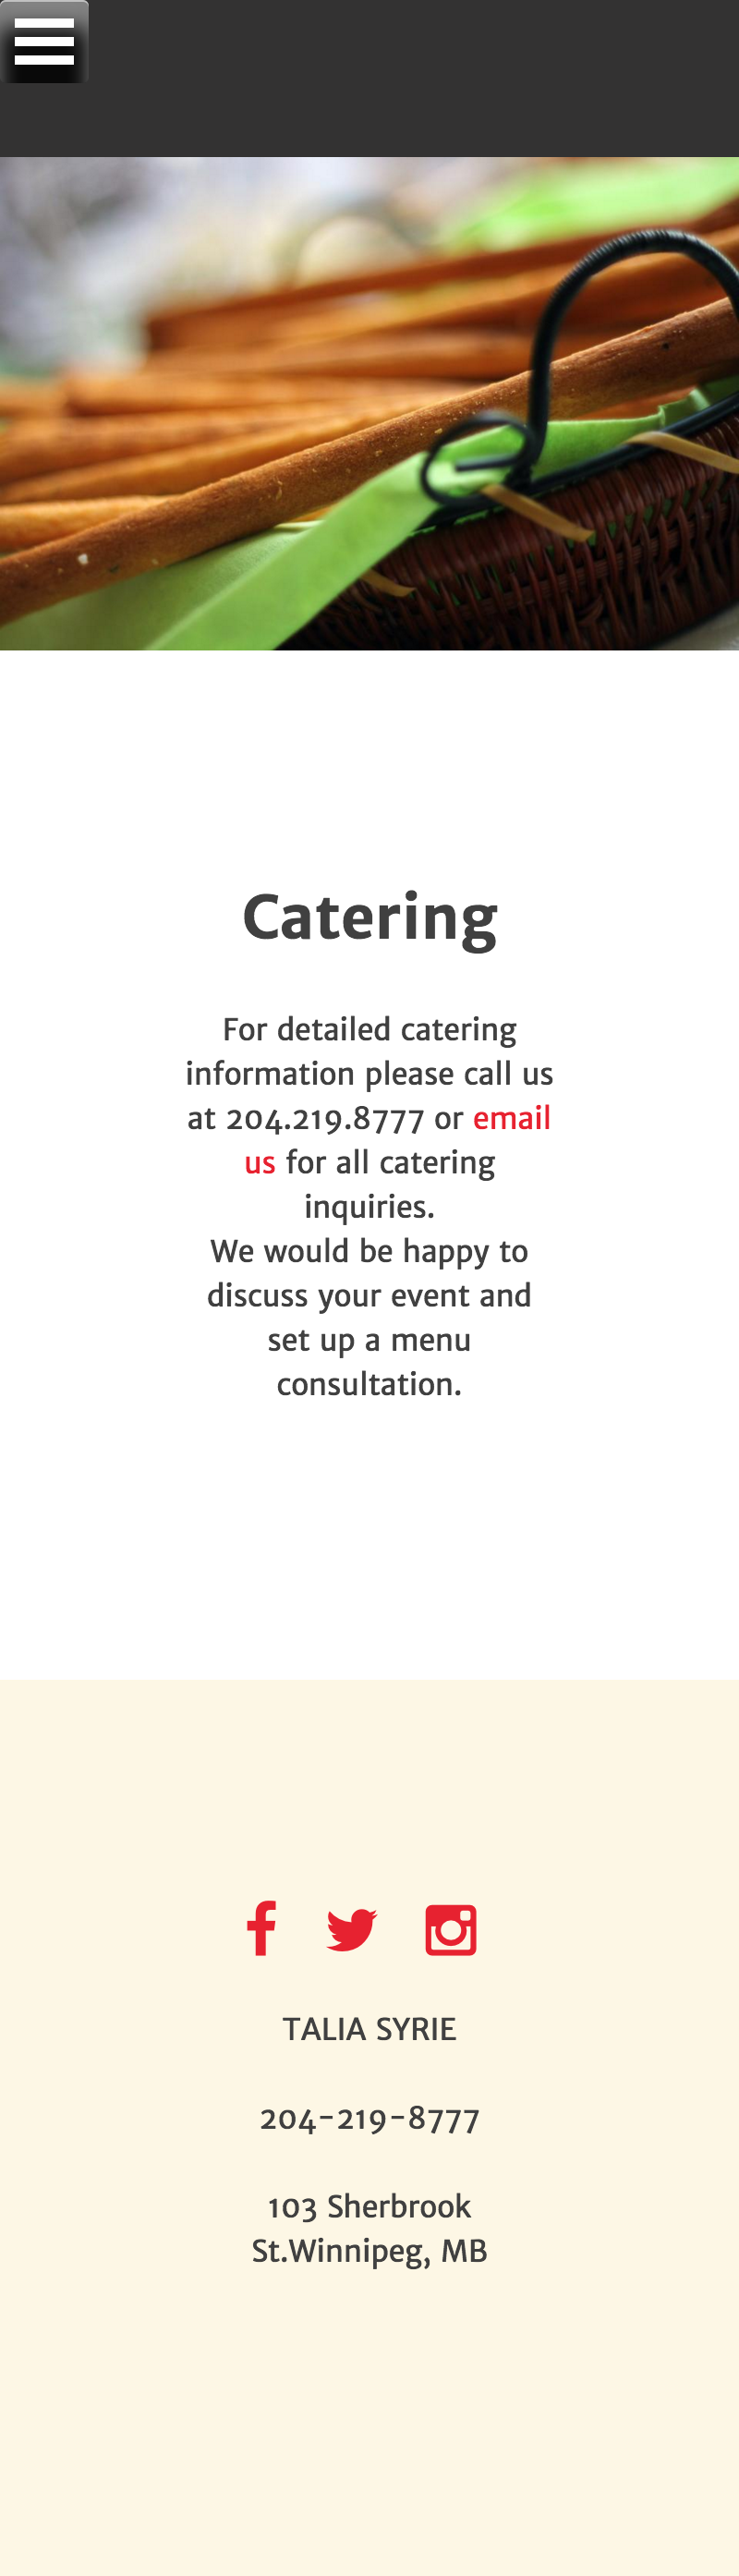 Catering
For detailed catering
information please call us
at 204.219.8777 or email
us for all catering
inquiries.
We would be happy to
discuss your event and
set up a menu
consultation.
TALIA SYRIE
204-219-8777
103 Sherbrook
St.Winnipeg, MB